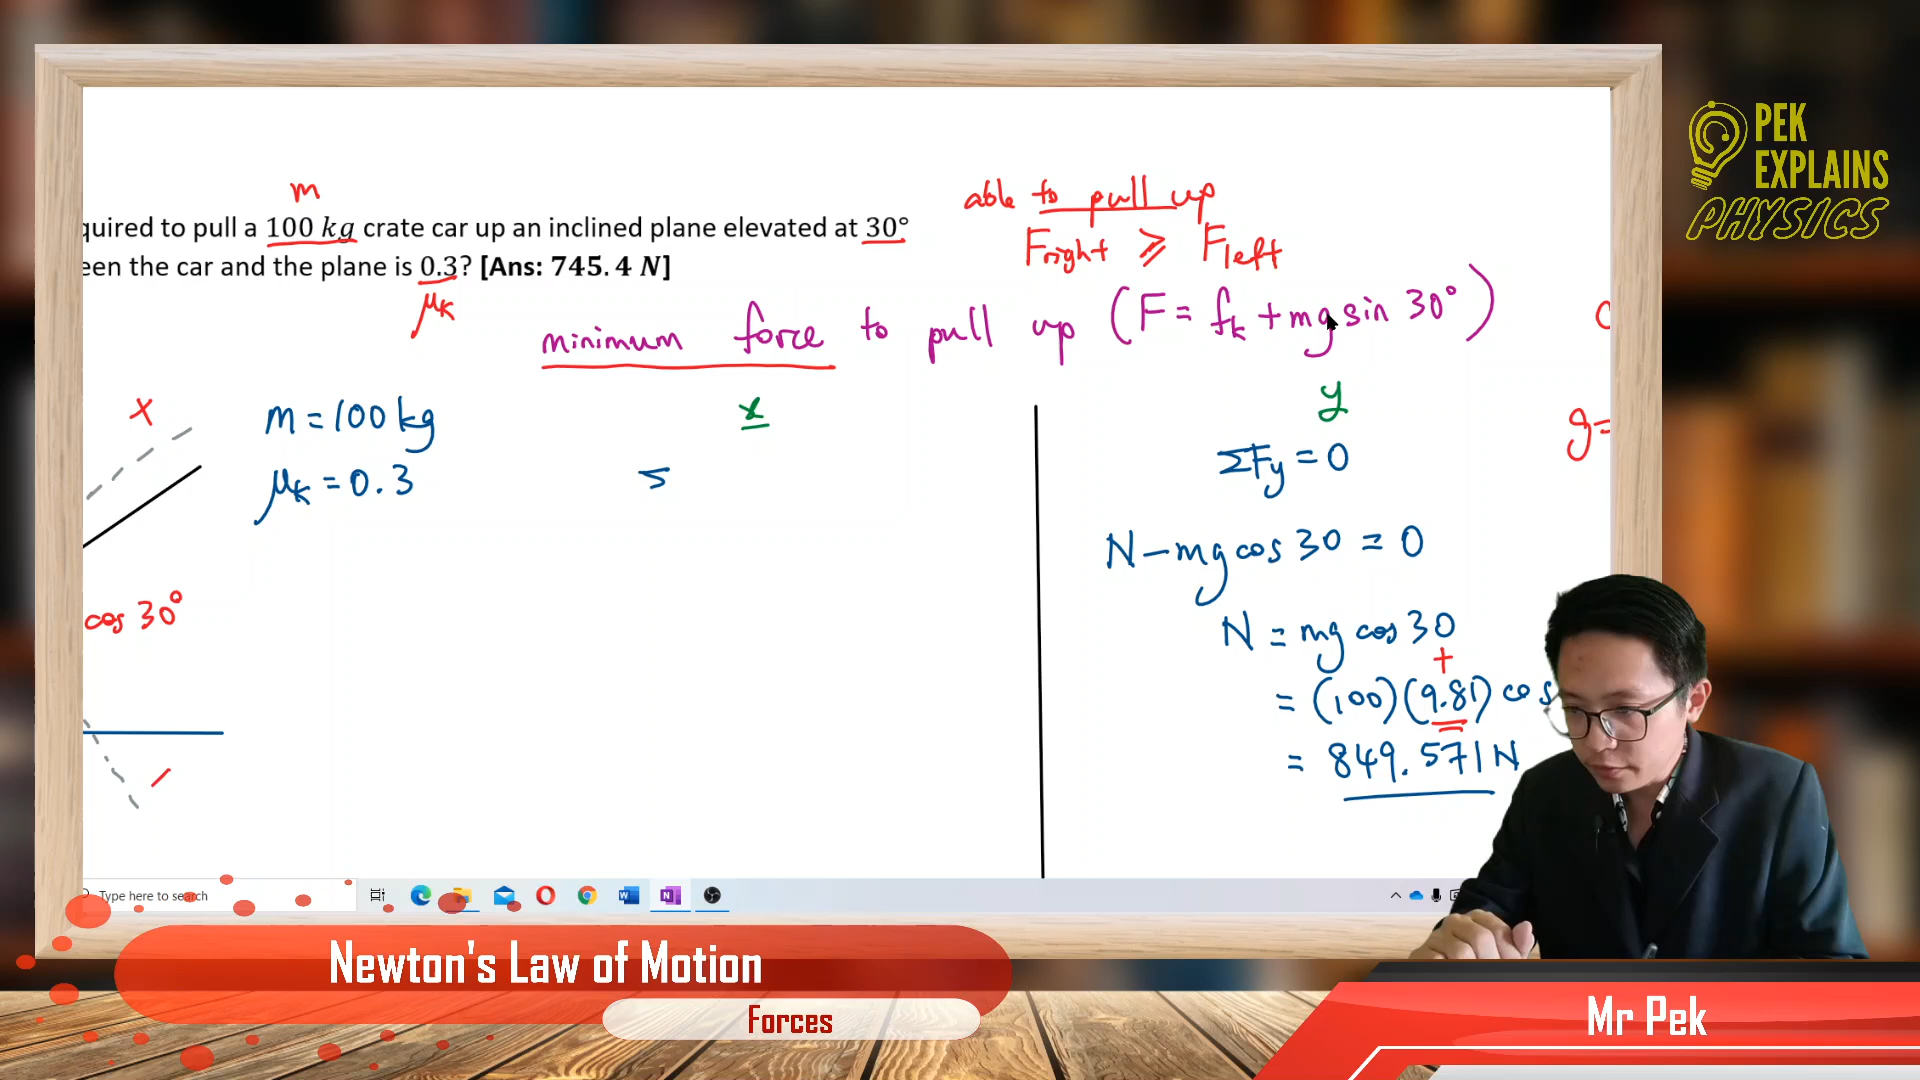 m
quired to pull a 100 kg crate car up an inclined plane elevated at 30°
een the car and the plane is 0.3? [Ans: 745.4 N]
μk
able to pull up
Fright ⩾ Fleft
minimum force to pull up (F = fk + mg sin 30°)
x
m = 100 kg
μk = 0.3
cos 30°
x
y
ΣFy = 0
N - mg cos 30 = 0
N = mg cos 30
+
= (100)(9.81) cos
= 849.571 N
g=
PEK
EXPLAINS
PHYSICS
Type here to search
Newton's Law of Motion
Forces
Mr Pek